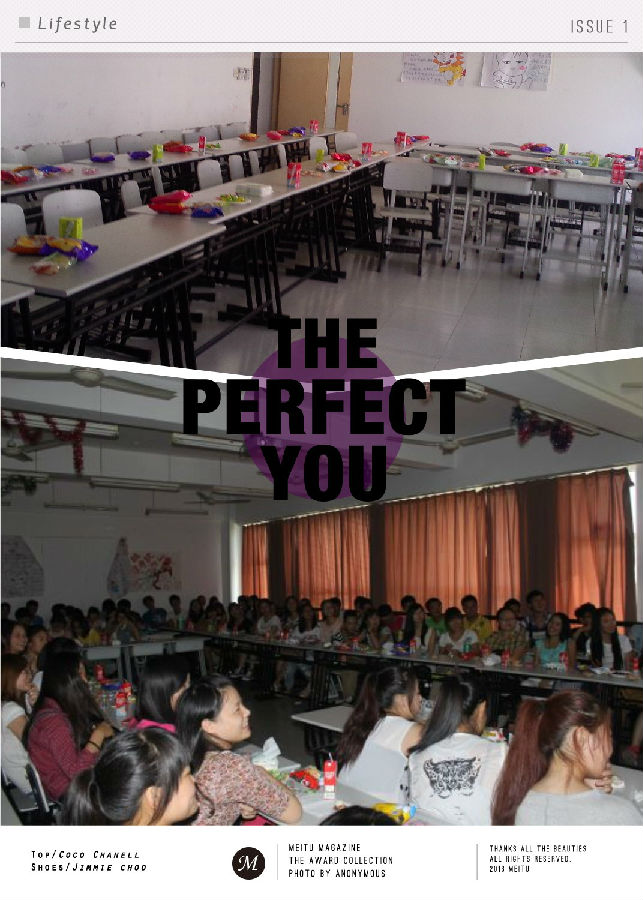 Lifestyle
ISSUE 1
THE
PERFECT
YOU
TOP/COCO CHANELL
SHOES/JIMMIE CHOO
M
MEITU MAGAZINE
THE AWARD COLLECTION
PHOTO BY ANONYMOUS
THANKS ALL THE BEAUTIES
ALL RIGHTS RESERVED.
2013 MEITU